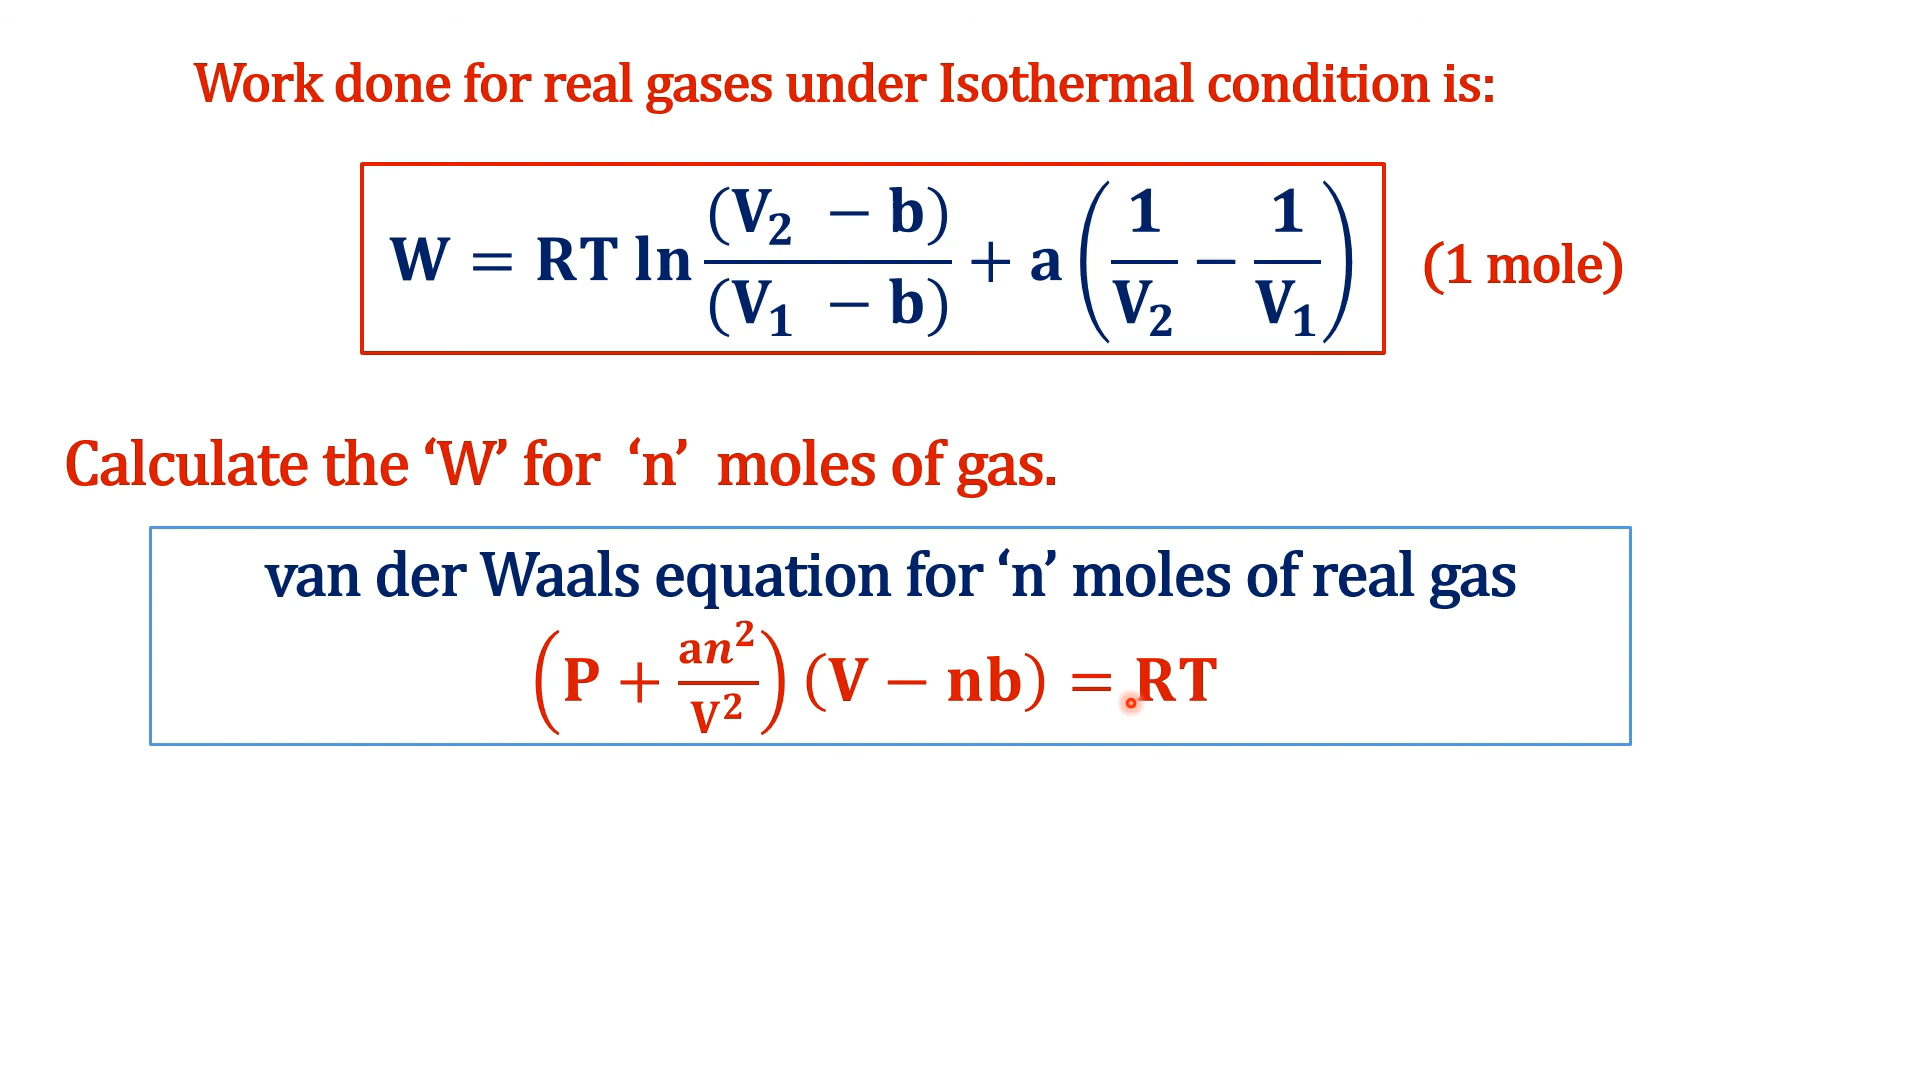 Work done for real gases under Isothermal condition is:
W = RT ln (V₂ − b)/(V₁ − b) + a(1/V₂ − 1/V₁) (1 mole)
Calculate the ‘W’ for ‘n’ moles of gas.
van der Waals equation for ‘n’ moles of real gas
(P + an²/V²) (V − nb) = RT